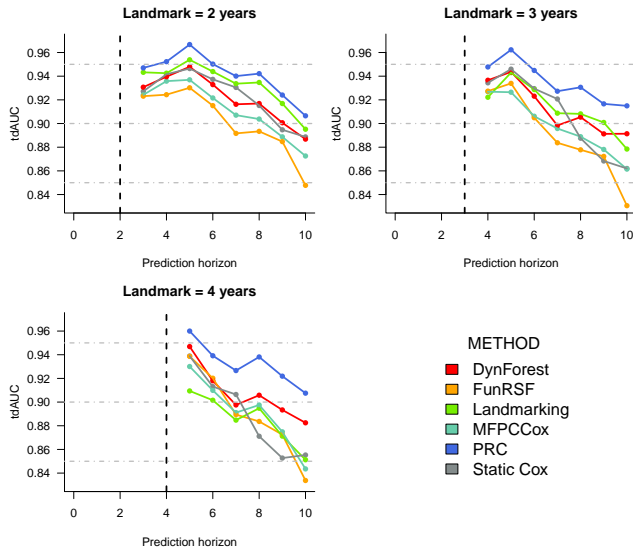 Landmark = 2 years
tdAUC
0.96
0.94
0.92
0.90
0.88
0.86
0.84
0 2 4 6 8 10
Prediction horizon
Landmark = 3 years
tdAUC
0.96
0.94
0.92
0.90
0.88
0.86
0.84
0 2 4 6 8 10
Prediction horizon
Landmark = 4 years
tdAUC
0.96
0.94
0.92
0.90
0.88
0.86
0.84
0 2 4 6 8 10
Prediction horizon
METHOD
DynForest
FunRSF
Landmarking
MFPCCox
PRC
Static Cox